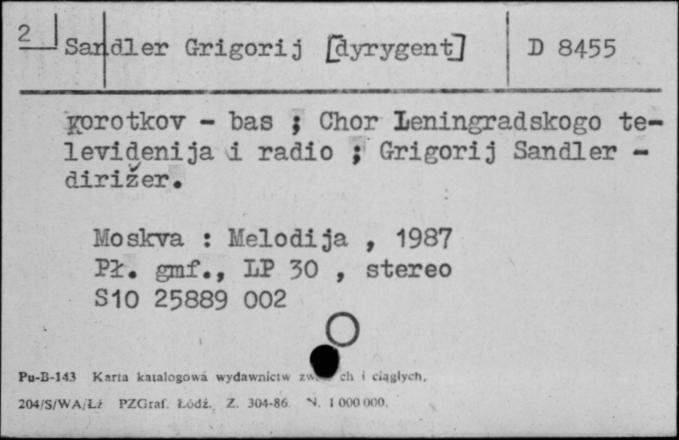 2 Sandler Grigorij [dyrygent] D 8455
Korotkov - bas ; Chor Leningradskogo te-
levidenija i radio ; Grigorij Sandler -
dirižer.
Moskva : Melodija , 1987
Pł. gmf., LP 30 , stereo
S10 25889 002
Pu-B-143 Karta katalogowa wydawnictw i ciągłych,
204/S/WA/Łż PZGraf. Łódź. Z. 304-86 N. 1 000 000.